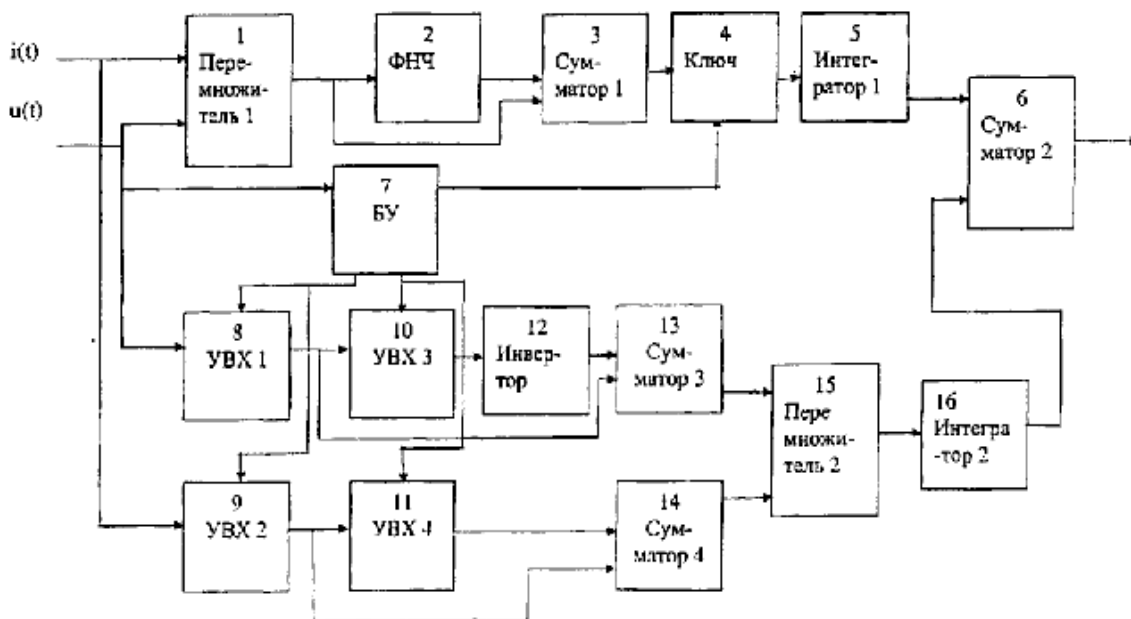 i(t)
u(t)
1
Пере-
множи-
тель 1
2
ФНЧ
3
Сум-
матор 1
4
Ключ
5
Интег-
ратор 1
6
Сум-
матор 2
7
БУ
8
УВХ 1
10
УВХ 3
12
Инвер-
тор
13
Сум-
матор 3
15
Пере
множи-
тель 2
16
Интегра
-тор 2
9
УВХ 2
11
УВХ 4
14
Сум-
матор 4